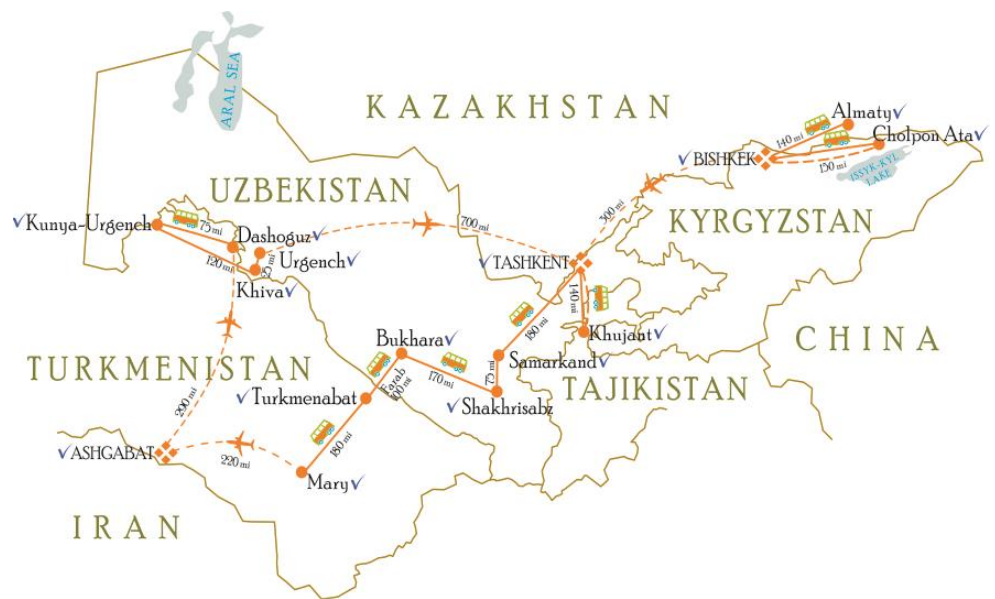 ARAL SEA
KAZAKHSTAN
Almaty
140 mi
Cholpon Ata
BISHKEK
150 mi
ISSYK-KYL
LAKE
UZBEKISTAN
300 mi
KYRGYZSTAN
Kunya-Urgench
75 mi
Dashoguz
700 mi
Urgench
120 mi
25 mi
Khiva
TASHKENT
140 mi
CHINA
180 mi
Khujant
Bukhara
Samarkand
TURKMENISTAN
Farab
100 mi
170 mi
25 mi
TAJIKISTAN
Turkmenabat
Shakhrisabz
290 mi
ASHGABAT
220 mi
180 mi
Mary
IRAN